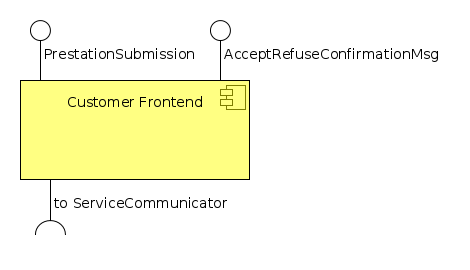 PrestationSubmission
AcceptRefuseConfirmationMsg
Customer Frontend
to ServiceCommunicator